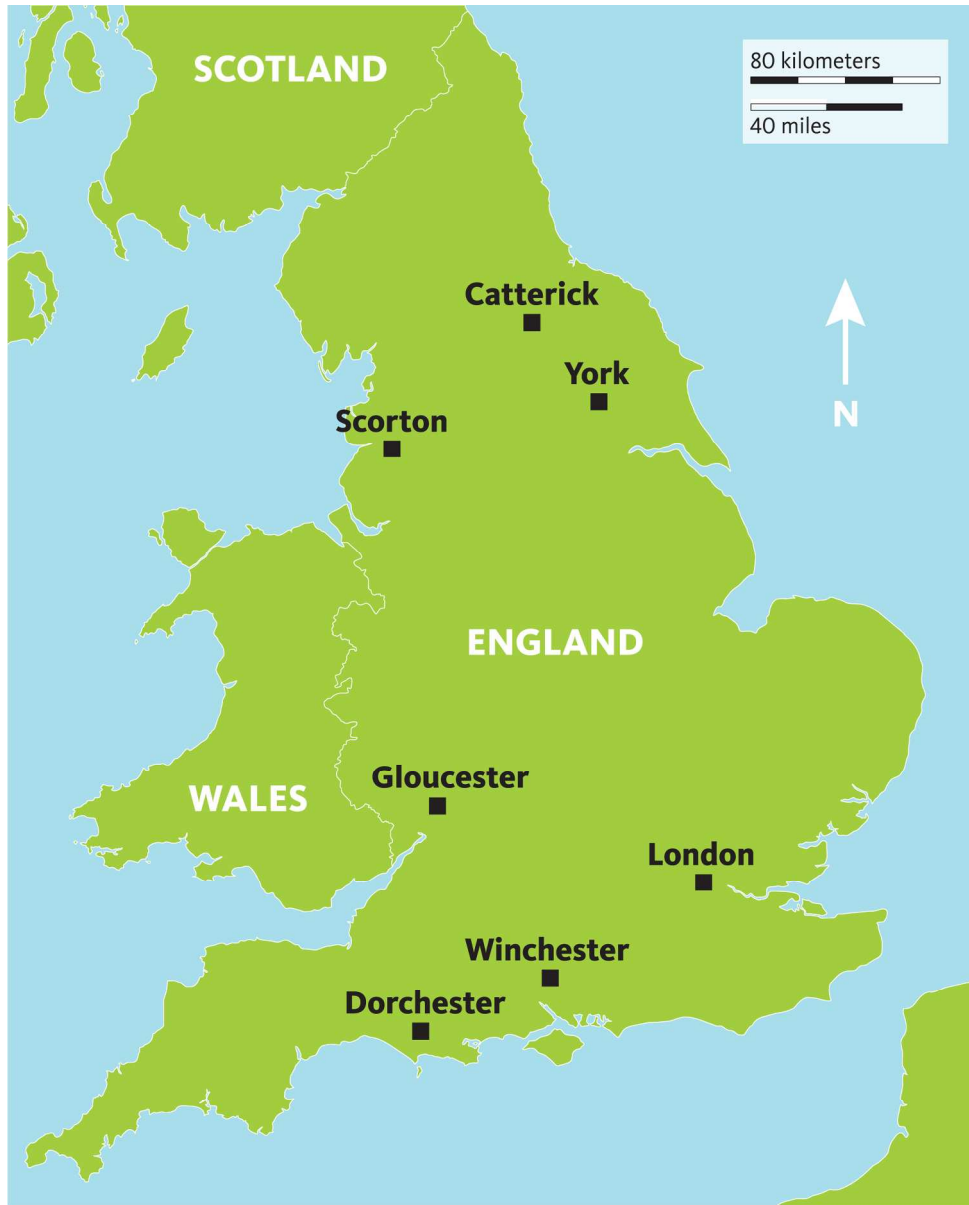 SCOTLAND
80 kilometers
40 miles
Catterick
York
N
Scorton
ENGLAND
Gloucester
WALES
London
Winchester
Dorchester